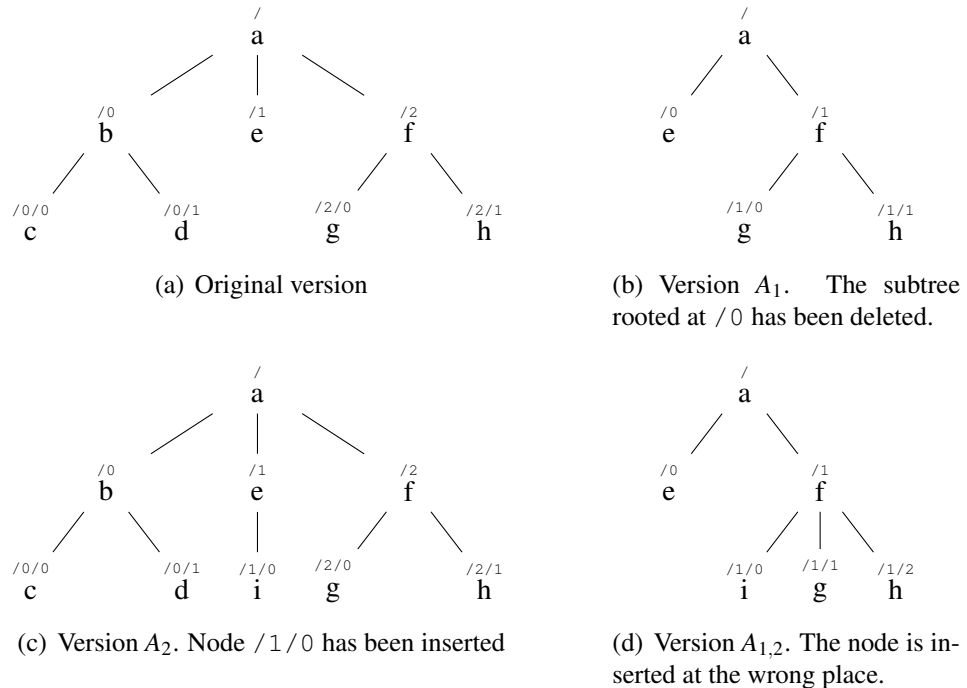 /
a
/0 /1 /2
b e f
/0/0 /0/1 /2/0 /2/1
c d g h
(a) Original version
/
a
/0 /1
e f
/1/0 /1/1
g h
(b) Version A1. The subtree
rooted at /0 has been deleted.
/
a
/0 /1 /2
b e f
/0/0 /0/1 /1/0 /2/0 /2/1
c d i g h
(c) Version A2. Node /1/0 has been inserted
/
a
/0 /1
e f
/1/0 /1/1 /1/2
i g h
(d) Version A1,2. The node is in-
serted at the wrong place.